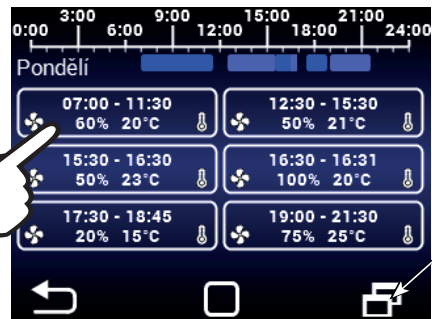 3:00 9:00 15:00 21:00
0:00 6:00 12:00 18:00 24:00
Pondělí
07:00 - 11:30
60% 20°C
12:30 - 15:30
50% 21°C
15:30 - 16:30
50% 23°C
16:30 - 16:31
100% 20°C
17:30 - 18:45
20% 15°C
19:00 - 21:30
75% 25°C